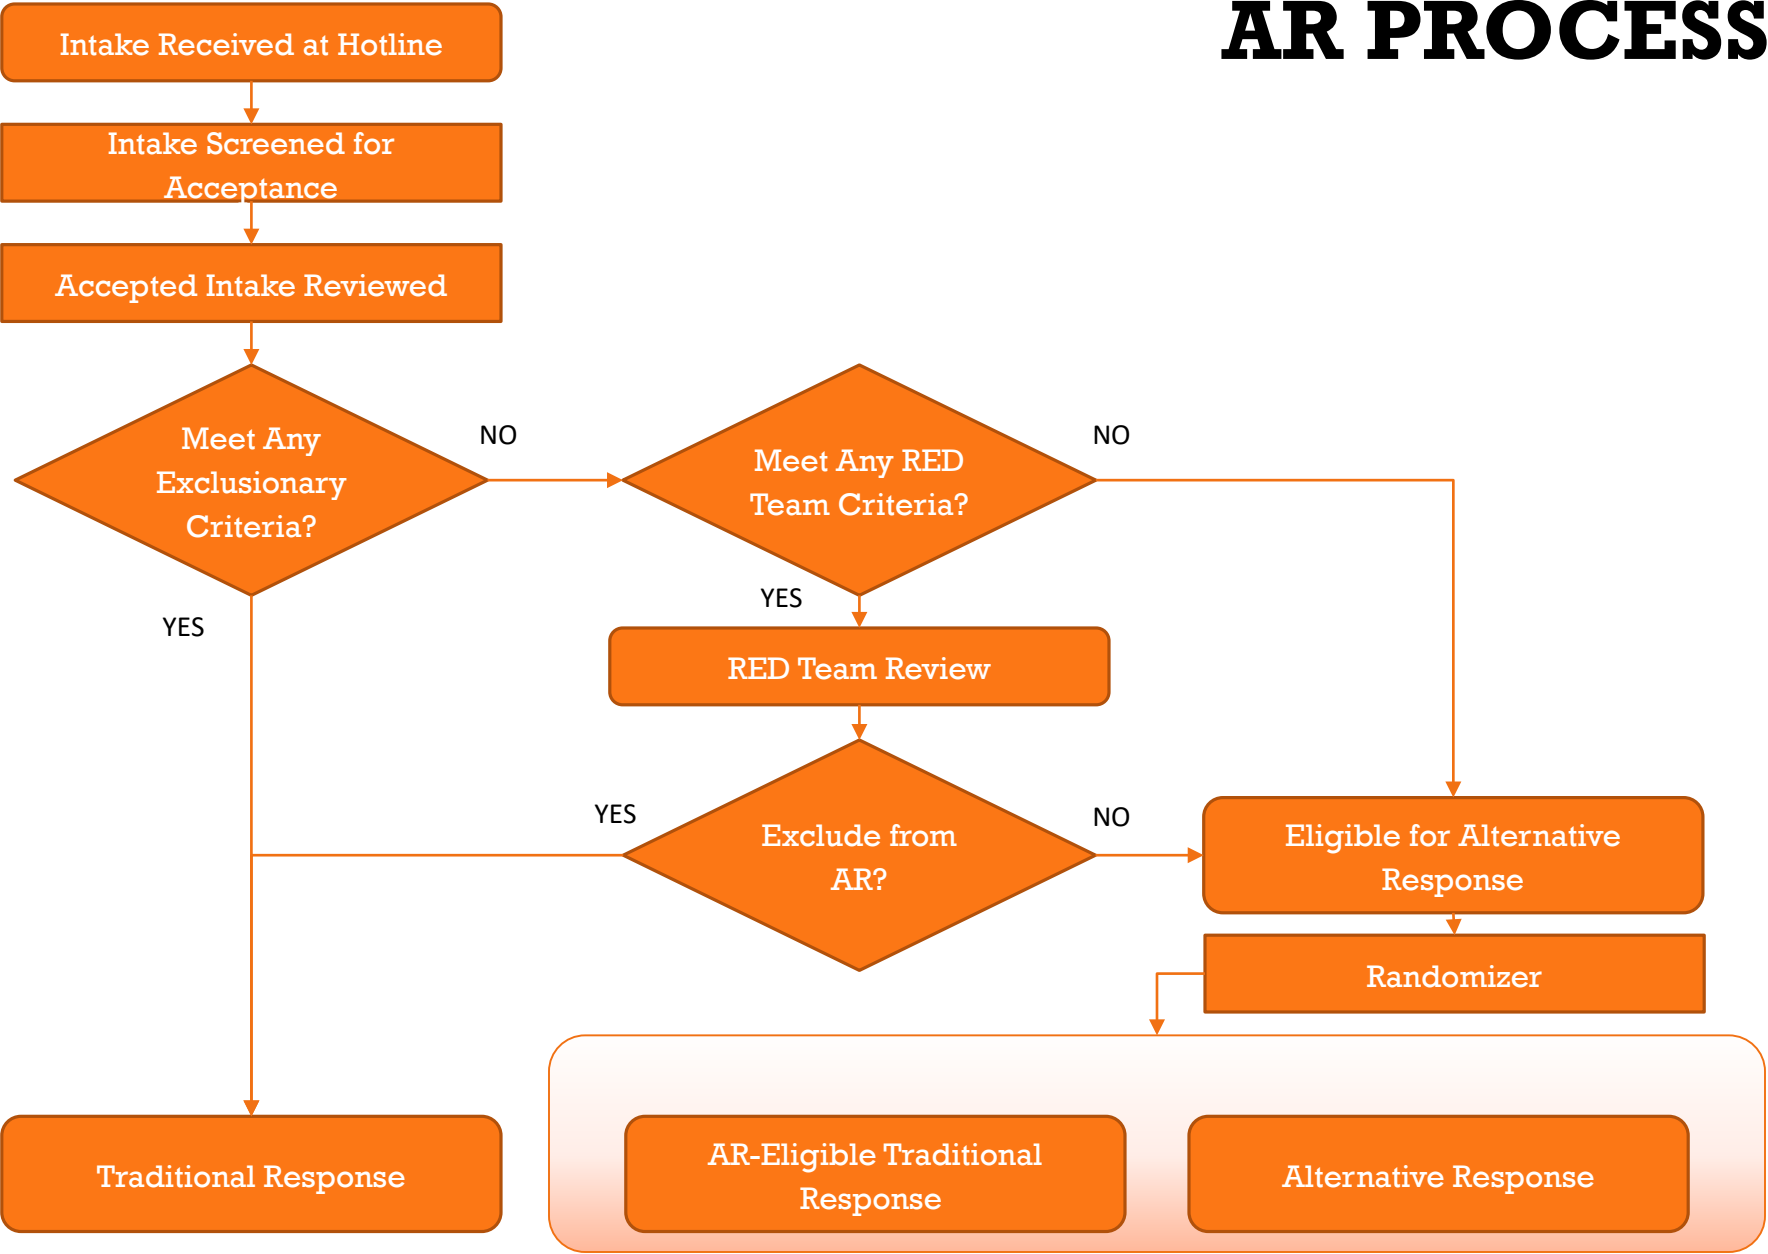 AR PROCESS
Intake Received at Hotline
Intake Screened for
Acceptance
Accepted Intake Reviewed
Meet Any
Exclusionary
Criteria?
NO
Meet Any RED
Team Criteria?
NO
YES
YES
RED Team Review
YES
Exclude from
AR?
NO
Eligible for Alternative
Response
Randomizer
Traditional Response
AR-Eligible Traditional
Response
Alternative Response